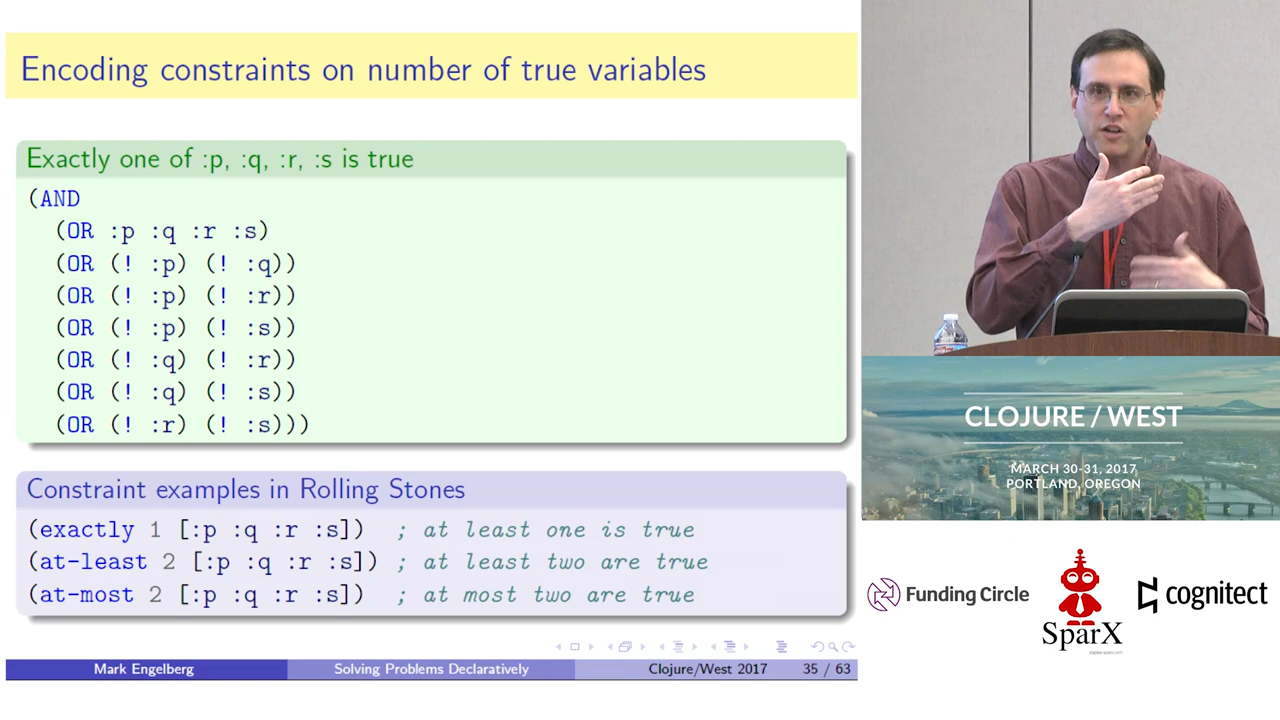 Encoding constraints on number of true variables
Exactly one of :p, :q, :r, :s is true
(AND
(OR :p :q :r :s)
(OR (! :p) (! :q))
(OR (! :p) (! :r))
(OR (! :p) (! :s))
(OR (! :q) (! :r))
(OR (! :q) (! :s))
(OR (! :r) (! :s)))
Constraint examples in Rolling Stones
(exactly 1 [:p :q :r :s]) ; at least one is true
(at-least 2 [:p :q :r :s]) ; at least two are true
(at-most 2 [:p :q :r :s]) ; at most two are true
Mark Engelberg Solving Problems Declaratively Clojure/West 2017 35 / 63
CLOJURE / WEST
MARCH 30-31, 2017
PORTLAND, OREGON
Funding Circle
SparX
cognitect